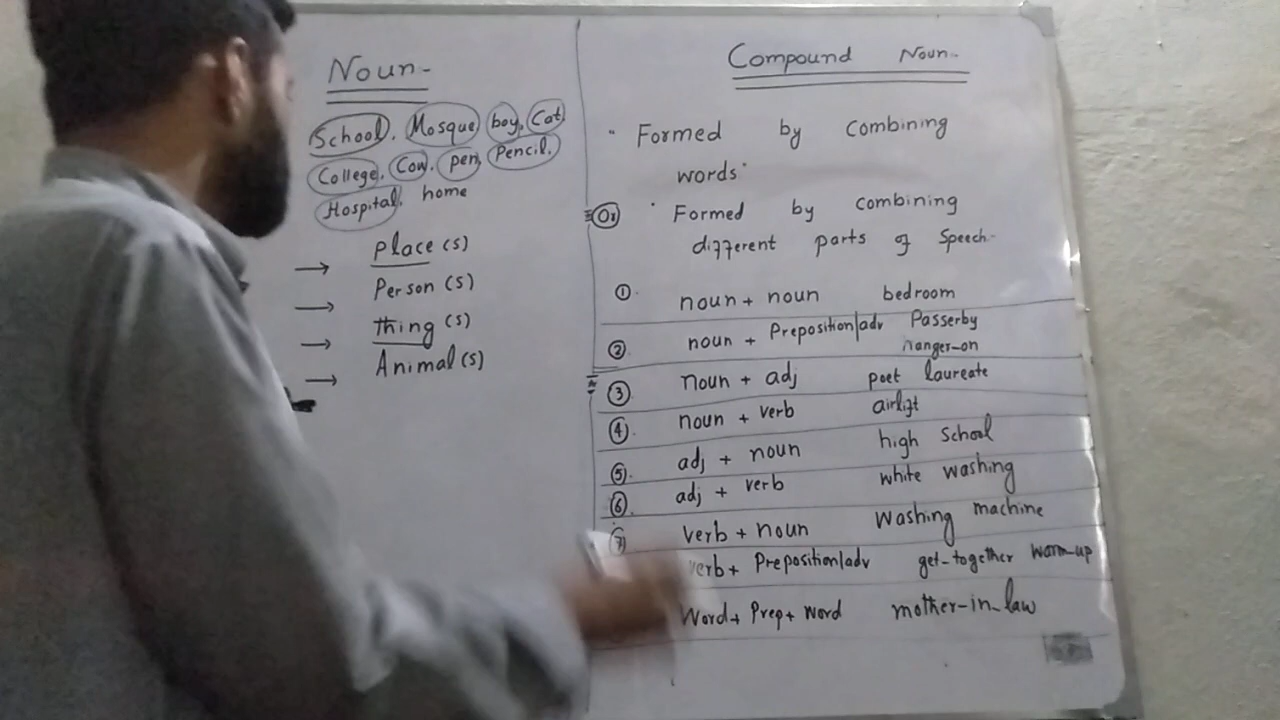 Noun-
School, Mosque, boy, Cat,
College, Cow, pen, Pencil.
Hospital, home
→ Place(s)
→ Person(s)
→ thing(s)
→ Animal(s)
Compound Noun-
"Formed by combining
words"
Or "Formed by combining
different parts of Speech-
① noun + noun bedroom
② noun + Preposition/adv Passerby
hanger-on
③ noun + adj poet laureate
④ noun + verb airlift
⑤ adj + noun high School
⑥ adj + verb white washing
⑦ verb + noun Washing machine
verb + Preposition/adv get-together warm-up
Word + Prep + word mother-in-law